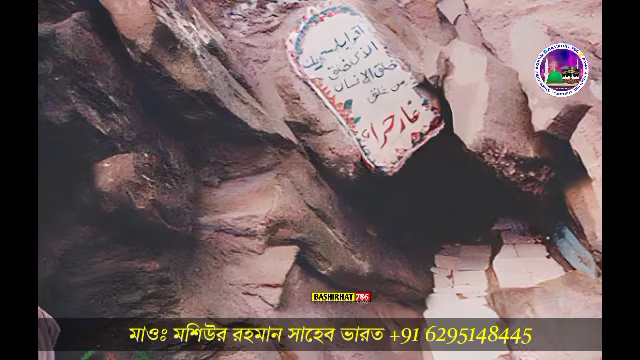 اقرا باسم ربك
الذي خلق
خلق الانسان
من علق
غار حراء
BASHIRHAT 786
মাওঃ মশিউর রহমান সাহেব ভারত +91 6295148445